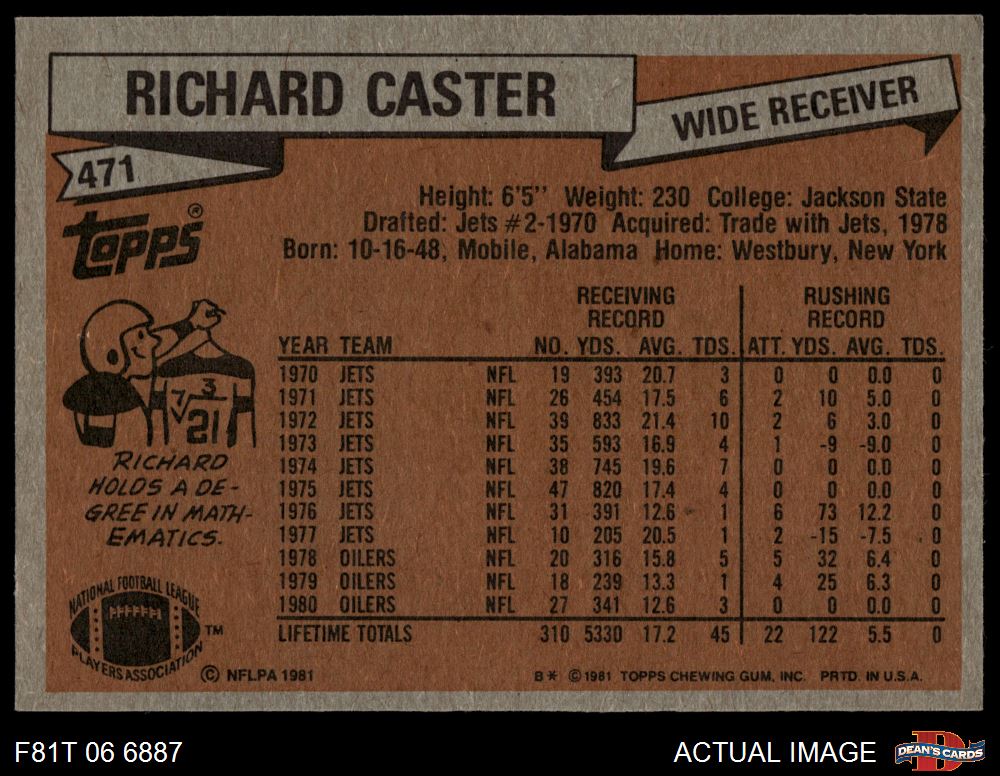 RICHARD CASTER
WIDE RECEIVER
471
topps®
Height: 6'5'' Weight: 230 College: Jackson State
Drafted: Jets #2-1970 Acquired: Trade with Jets, 1978
Born: 10-16-48, Mobile, Alabama Home: Westbury, New York
RECEIVING RECORD RUSHING RECORD
YEAR TEAM NO. YDS. AVG. TDS. ATT. YDS. AVG. TDS.
1970 JETS NFL 19 393 20.7 3 0 0 0.0 0
1971 JETS NFL 26 454 17.5 6 2 10 5.0 0
1972 JETS NFL 39 833 21.4 10 2 6 3.0 0
1973 JETS NFL 35 593 16.9 4 1 -9 -9.0 0
1974 JETS NFL 38 745 19.6 7 0 0 0.0 0
1975 JETS NFL 47 820 17.4 4 0 0 0.0 0
1976 JETS NFL 31 391 12.6 1 6 73 12.2 0
1977 JETS NFL 10 205 20.5 1 2 -15 -7.5 0
1978 OILERS NFL 20 316 15.8 5 5 32 6.4 0
1979 OILERS NFL 18 239 13.3 1 4 25 6.3 0
1980 OILERS NFL 27 341 12.6 3 0 0 0.0 0
LIFETIME TOTALS 310 5330 17.2 45 22 122 5.5 0
3
7√21
RICHARD
HOLDS A DE-
GREE IN MATH-
EMATICS.
NATIONAL FOOTBALL LEAGUE
PLAYERS ASSOCIATION
TM
© NFLPA 1981
B* © 1981 TOPPS CHEWING GUM, INC. PRTD. IN U.S.A.
F81T 06 6887
ACTUAL IMAGE
D
DEAN'S CARDS